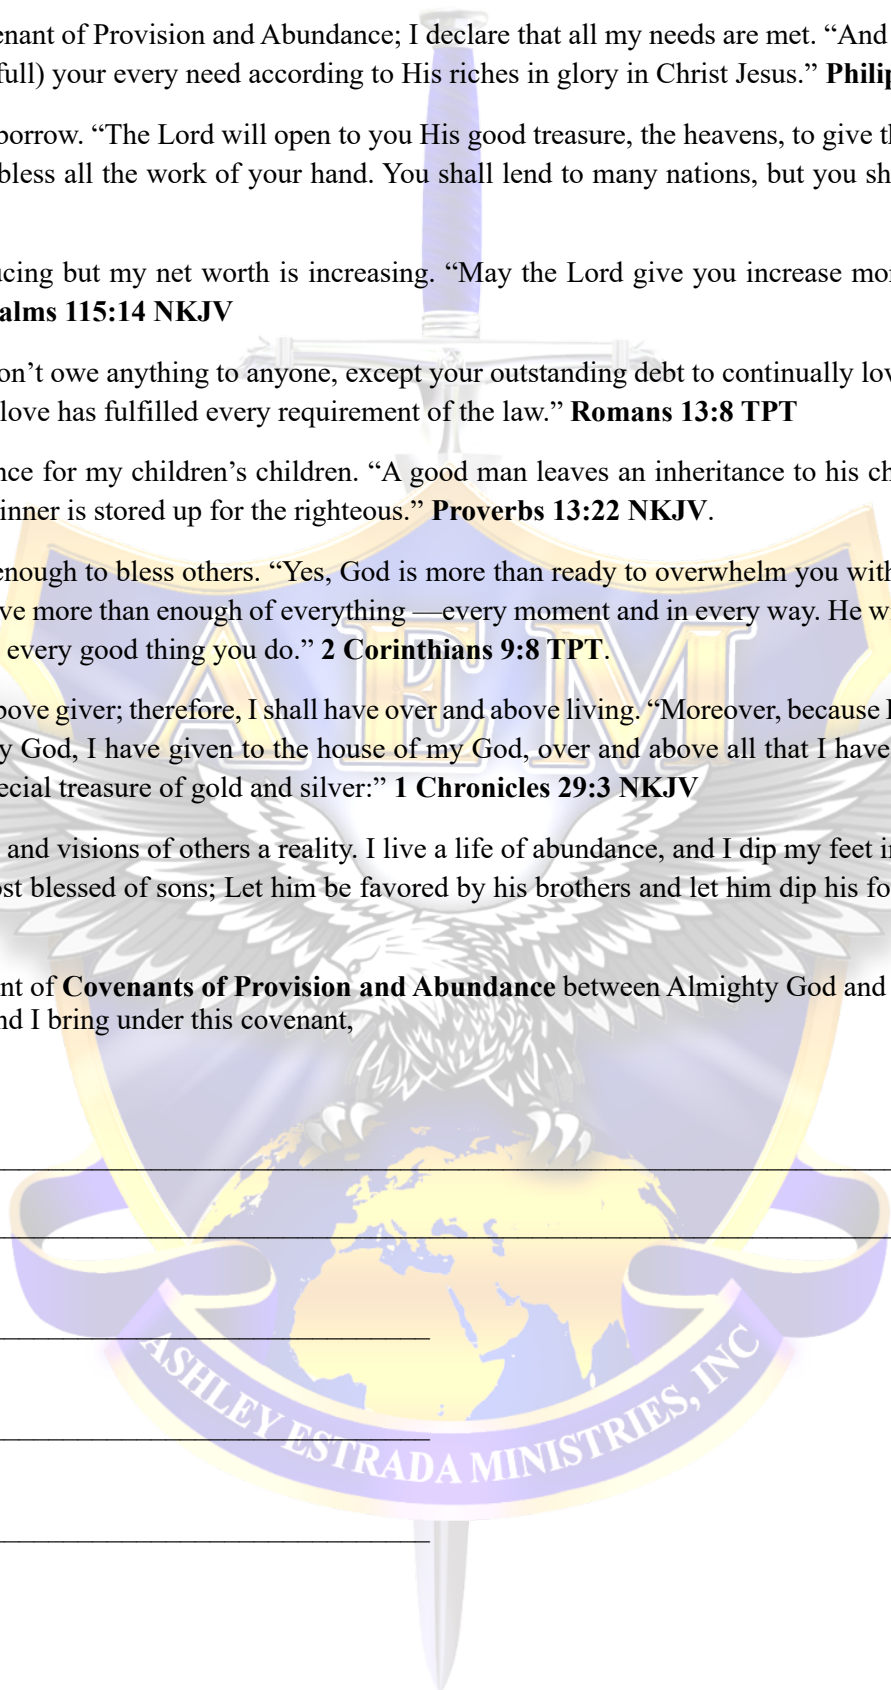 enant of Provision and Abundance; I declare that all my needs are met. “And
full) your every need according to His riches in glory in Christ Jesus.” Philip
borrow. “The Lord will open to you His good treasure, the heavens, to give th
bless all the work of your hand. You shall lend to many nations, but you sh
ucing but my net worth is increasing. “May the Lord give you increase mor
alms 115:14 NKJV
on’t owe anything to anyone, except your outstanding debt to continually lov
love has fulfilled every requirement of the law.” Romans 13:8 TPT
nce for my children’s children. “A good man leaves an inheritance to his ch
inner is stored up for the righteous.” Proverbs 13:22 NKJV.
enough to bless others. “Yes, God is more than ready to overwhelm you with
ve more than enough of everything —every moment and in every way. He wi
every good thing you do.” 2 Corinthians 9:8 TPT.
bove giver; therefore, I shall have over and above living. “Moreover, because I
y God, I have given to the house of my God, over and above all that I have
ecial treasure of gold and silver:” 1 Chronicles 29:3 NKJV
and visions of others a reality. I live a life of abundance, and I dip my feet in
ost blessed of sons; Let him be favored by his brothers and let him dip his fo
nt of Covenants of Provision and Abundance between Almighty God and
nd I bring under this covenant,
AEM
ASHLEY ESTRADA MINISTRIES, INC